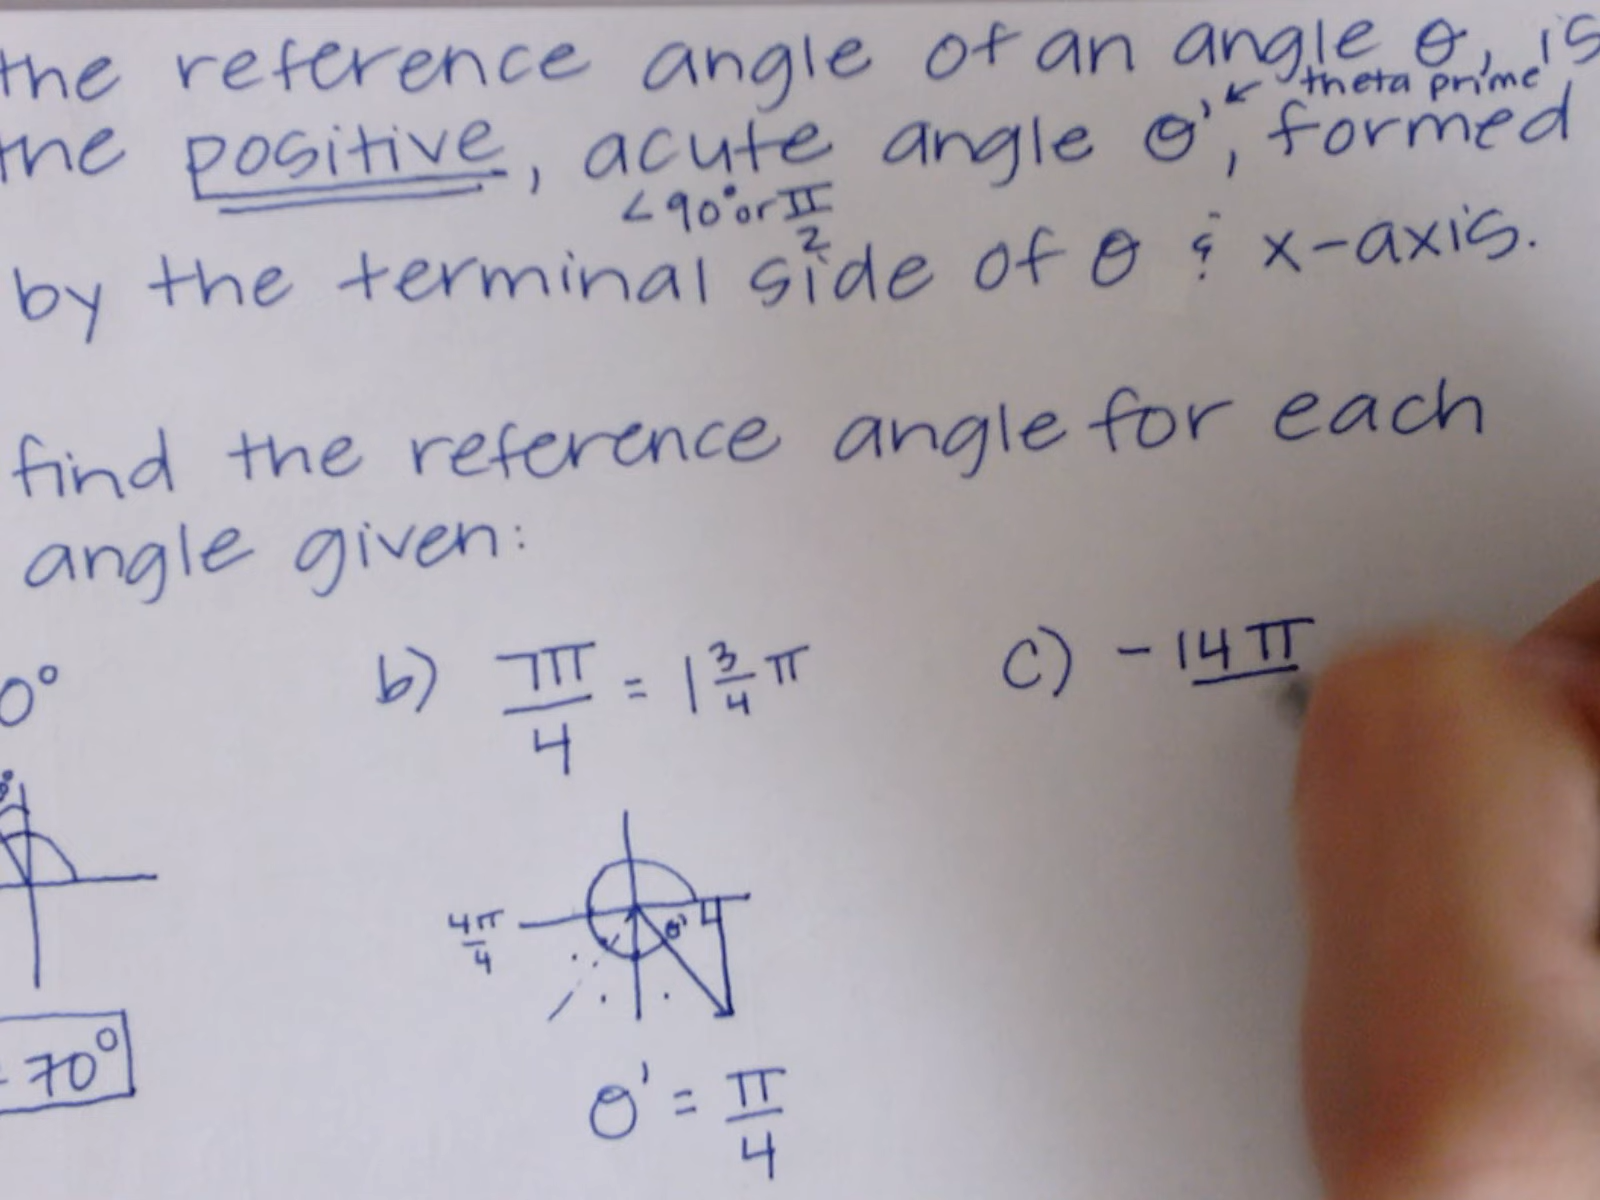 the reference angle of an angle θ, is
theta prime
the positive, acute angle θ', formed
<90° or π/2
by the terminal side of θ & x-axis.
find the reference angle for each
angle given:
0°
b) 7π/4 = 1 3/4 π
c) -14π
4π/4
θ'
70°
θ' = π/4